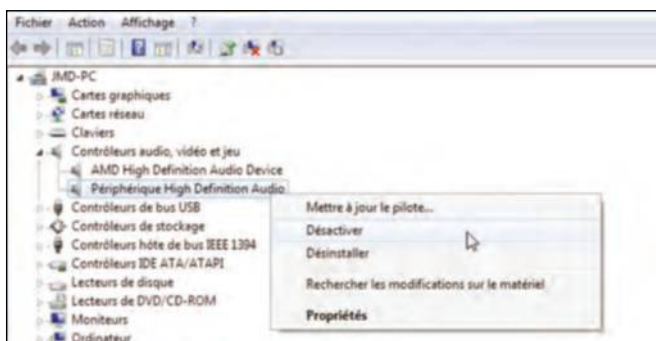 Fichier Action Affichage ?
JMD-PC
Cartes graphiques
Cartes réseau
Claviers
Contrôleurs audio, vidéo et jeu
AMD High Definition Audio Device
Périphérique High Definition Audio
Contrôleurs de bus USB
Contrôleurs de stockage
Contrôleurs hôte de bus IEEE 1394
Contrôleurs IDE ATA/ATAPI
Lecteurs de disque
Lecteurs de DVD/CD-ROM
Moniteurs
Ordinateur
Mettre à jour le pilote...
Désactiver
Désinstaller
Rechercher les modifications sur le matériel
Propriétés